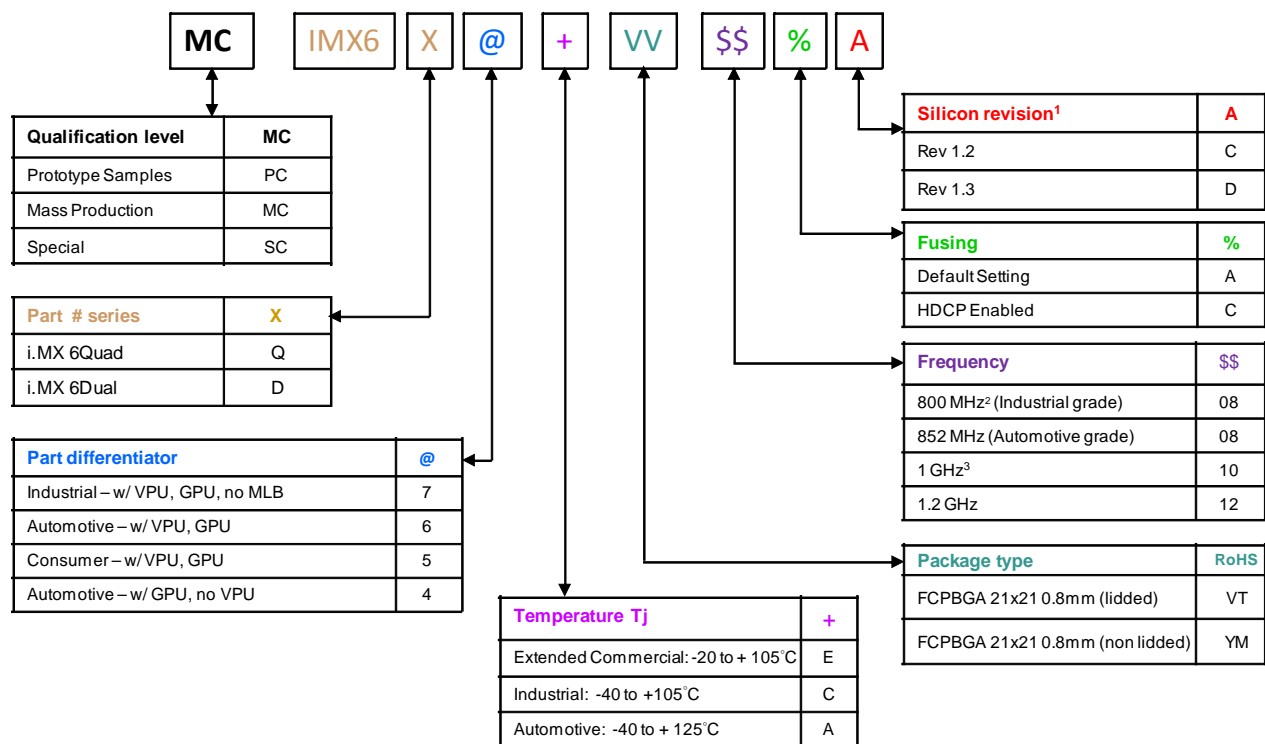 MC IMX6 X @ + VV $$ % A
Qualification level MC
Prototype Samples PC
Mass Production MC
Special SC
Part # series X
i.MX 6Quad Q
i.MX 6Dual D
Part differentiator @
Industrial – w/ VPU, GPU, no MLB 7
Automotive – w/ VPU, GPU 6
Consumer – w/ VPU, GPU 5
Automotive – w/ GPU, no VPU 4
Temperature Tj +
Extended Commercial: -20 to + 105°C E
Industrial: -40 to +105°C C
Automotive: -40 to + 125°C A
Silicon revision¹ A
Rev 1.2 C
Rev 1.3 D
Fusing %
Default Setting A
HDCP Enabled C
Frequency $$
800 MHz² (Industrial grade) 08
852 MHz (Automotive grade) 08
1 GHz³ 10
1.2 GHz 12
Package type RoHS
FCPBGA 21x21 0.8mm (lidded) VT
FCPBGA 21x21 0.8mm (non lidded) YM